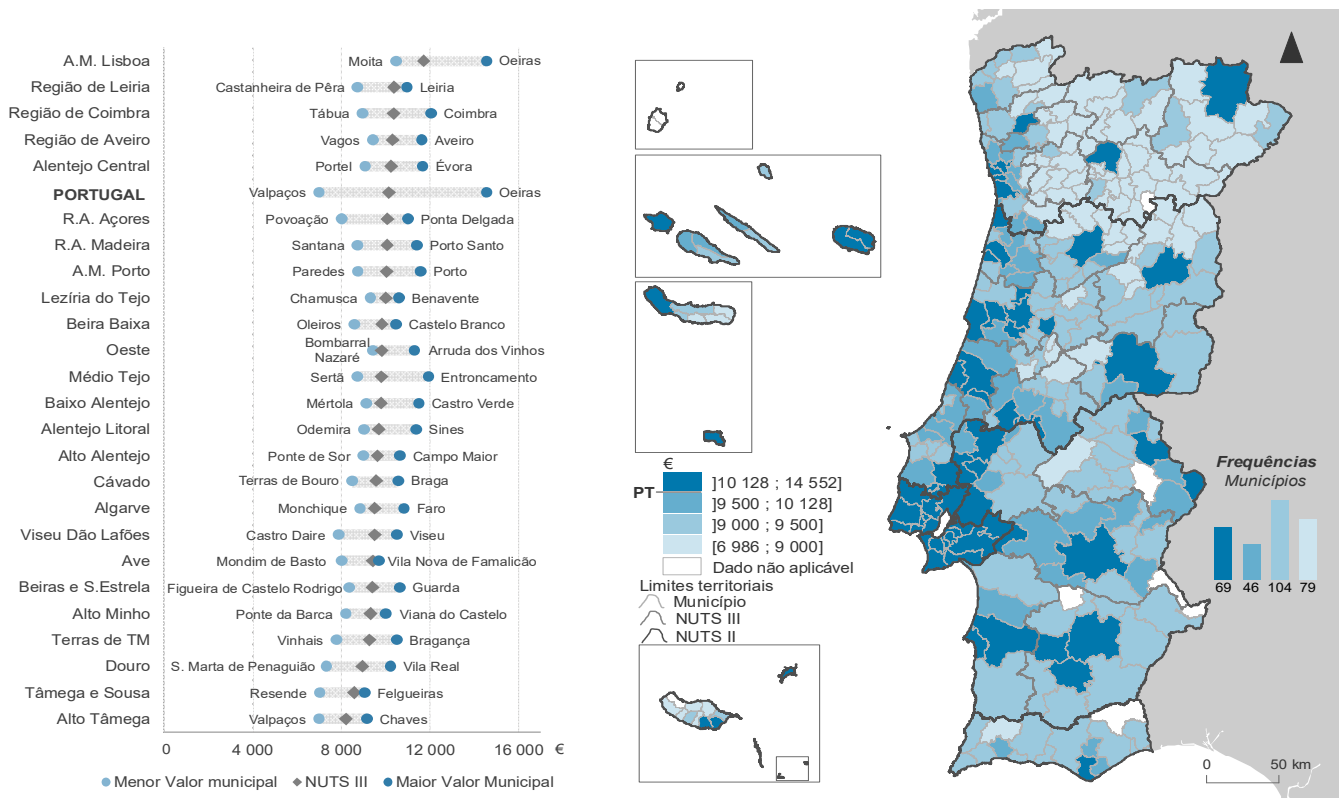 A.M. Lisboa Moita Oeiras
Região de Leiria Castanheira de Pêra Leiria
Região de Coimbra Tábua Coimbra
Região de Aveiro Vagos Aveiro
Alentejo Central Portel Évora
PORTUGAL Valpaços Oeiras
R.A. Açores Povoação Ponta Delgada
R.A. Madeira Santana Porto Santo
A.M. Porto Paredes Porto
Lezíria do Tejo Chamusca Benavente
Beira Baixa Oleiros Castelo Branco
Oeste Bombarral Nazaré Arruda dos Vinhos
Médio Tejo Sertã Entroncamento
Baixo Alentejo Mértola Castro Verde
Alentejo Litoral Odemira Sines
Alto Alentejo Ponte de Sor Campo Maior
Cávado Terras de Bouro Braga
Algarve Monchique Faro
Viseu Dão Lafões Castro Daire Viseu
Ave Mondim de Basto Vila Nova de Famalicão
Beiras e S.Estrela Figueira de Castelo Rodrigo Guarda
Alto Minho Ponte da Barca Viana do Castelo
Terras de TM Vinhais Bragança
Douro S. Marta de Penaguião Vila Real
Tâmega e Sousa Resende Felgueiras
Alto Tâmega Valpaços Chaves
0 4 000 8 000 12 000 16 000 €
Menor Valor municipal NUTS III Maior Valor Municipal
€
PT
]10 128 ; 14 552]
]9 500 ; 10 128]
]9 000 ; 9 500]
[6 986 ; 9 000]
Dado não aplicável
Limites territoriais
Município
NUTS III
NUTS II
Frequências
Municípios
69 46 104 79
0 50 km